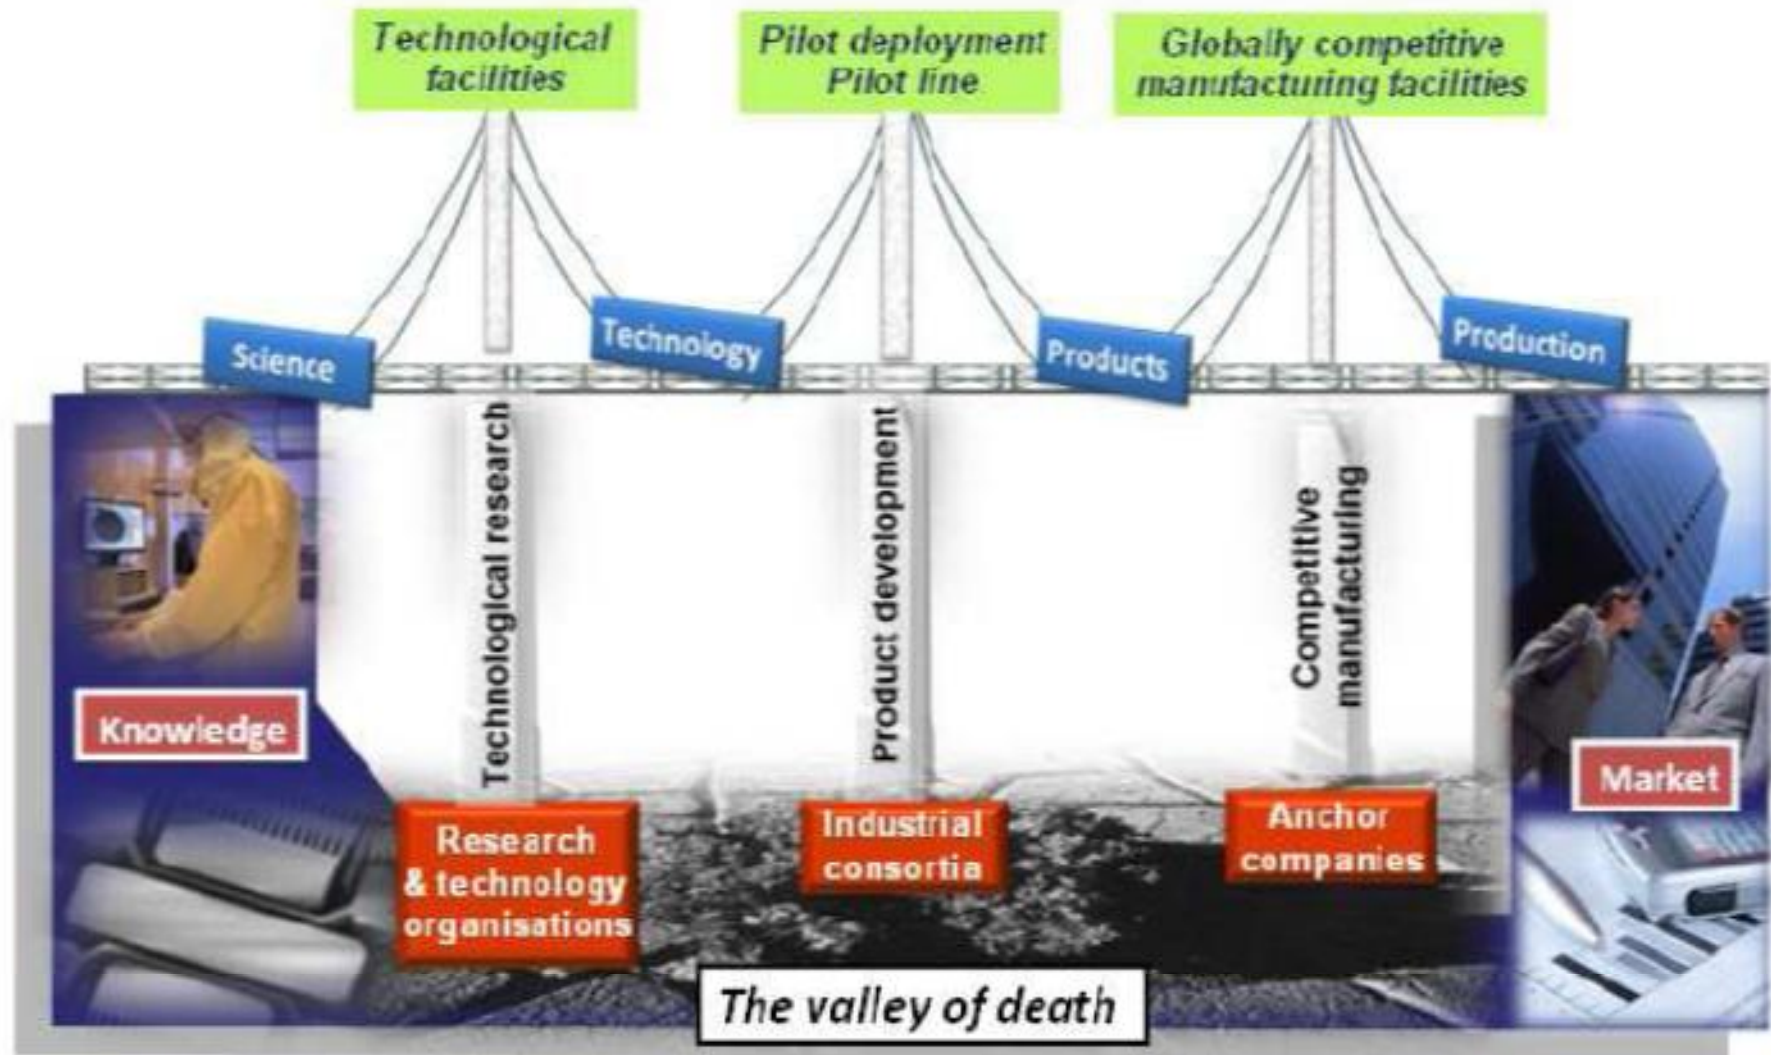 Technological
facilities
Pilot deployment
Pilot line
Globally competitive
manufacturing facilities
Science
Technology
Products
Production
Technological research
Product development
Competitive
manufacturing
Knowledge
Market
Research
& technology
organisations
Industrial
consortia
Anchor
companies
The valley of death